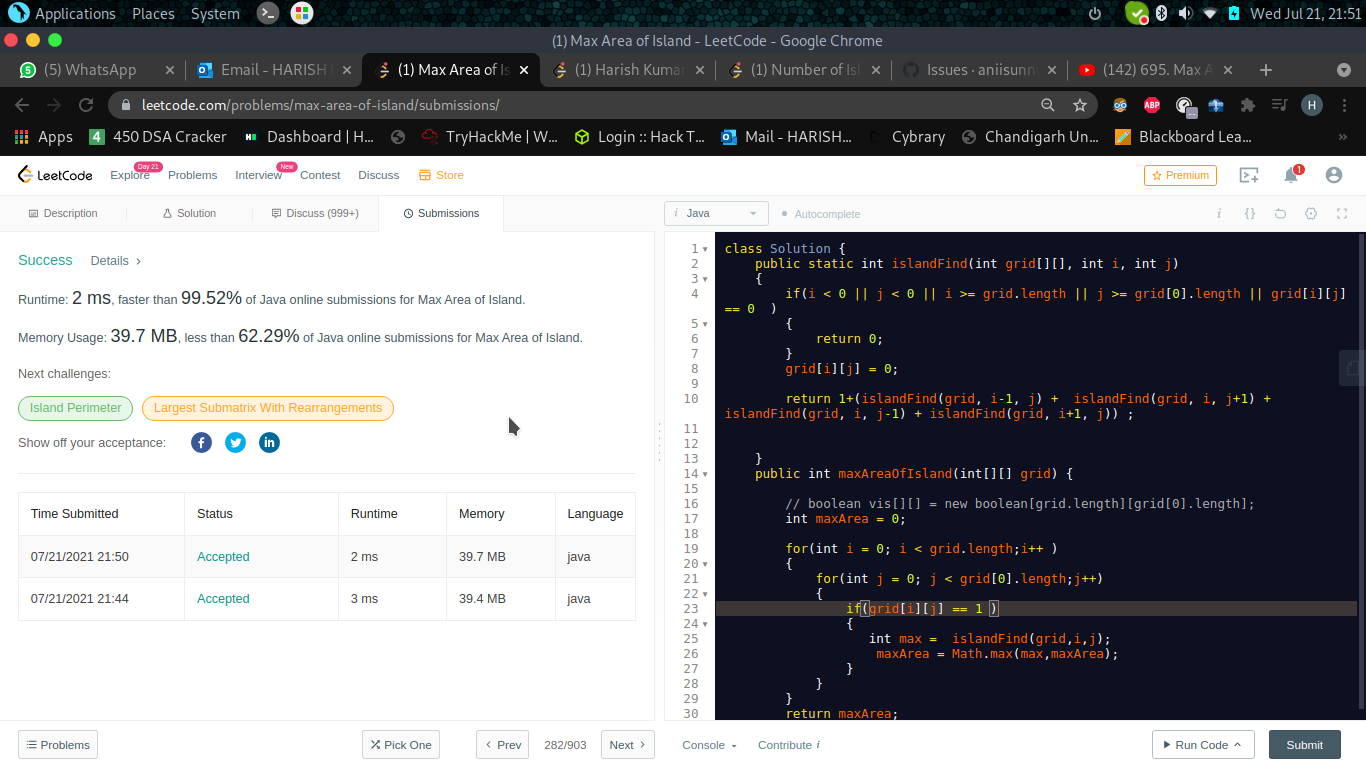 Applications Places System Wed Jul 21, 21:51
(1) Max Area of Island - LeetCode - Google Chrome
(5) WhatsApp Email - HARISH (1) Max Area of Is (1) Harish Kumar (1) Number of Isl Issues · aniisunn (142) 695. Max A
leetcode.com/problems/max-area-of-island/submissions/ ABP H
Apps 450 DSA Cracker Dashboard | H... TryHackMe | W... Login :: Hack T... Mail - HARISH... Cybrary Chandigarh Un... Blackboard Lea... »
LeetCode Explore Day 21 Problems Interview New Contest Discuss Store Premium 1
Description Solution Discuss (999+) Submissions
i Java Autocomplete i {}
Success Details >
Runtime: 2 ms, faster than 99.52% of Java online submissions for Max Area of Island.
Memory Usage: 39.7 MB, less than 62.29% of Java online submissions for Max Area of Island.
Next challenges:
Island Perimeter Largest Submatrix With Rearrangements
Show off your acceptance: f in
Time Submitted Status Runtime Memory Language
07/21/2021 21:50 Accepted 2 ms 39.7 MB java
07/21/2021 21:44 Accepted 3 ms 39.4 MB java
1 class Solution {
2 public static int islandFind(int grid[][], int i, int j)
3 {
4 if(i < 0 || j < 0 || i >= grid.length || j >= grid[0].length || grid[i][j]
== 0 )
5 {
6 return 0;
7 }
8 grid[i][j] = 0;
9
10 return 1+(islandFind(grid, i-1, j) + islandFind(grid, i, j+1) +
islandFind(grid, i, j-1) + islandFind(grid, i+1, j)) ;
11
12
13 }
14 public int maxAreaOfIsland(int[][] grid) {
15
16 // boolean vis[][] = new boolean[grid.length][grid[0].length];
17 int maxArea = 0;
18
19 for(int i = 0; i < grid.length;i++ )
20 {
21 for(int j = 0; j < grid[0].length;j++)
22 {
23 if(grid[i][j] == 1 )
24 {
25 int max = islandFind(grid,i,j);
26 maxArea = Math.max(max,maxArea);
27 }
28 }
29 }
30 return maxArea;
Problems Pick One < Prev 282/903 Next > Console Contribute i Run Code Submit